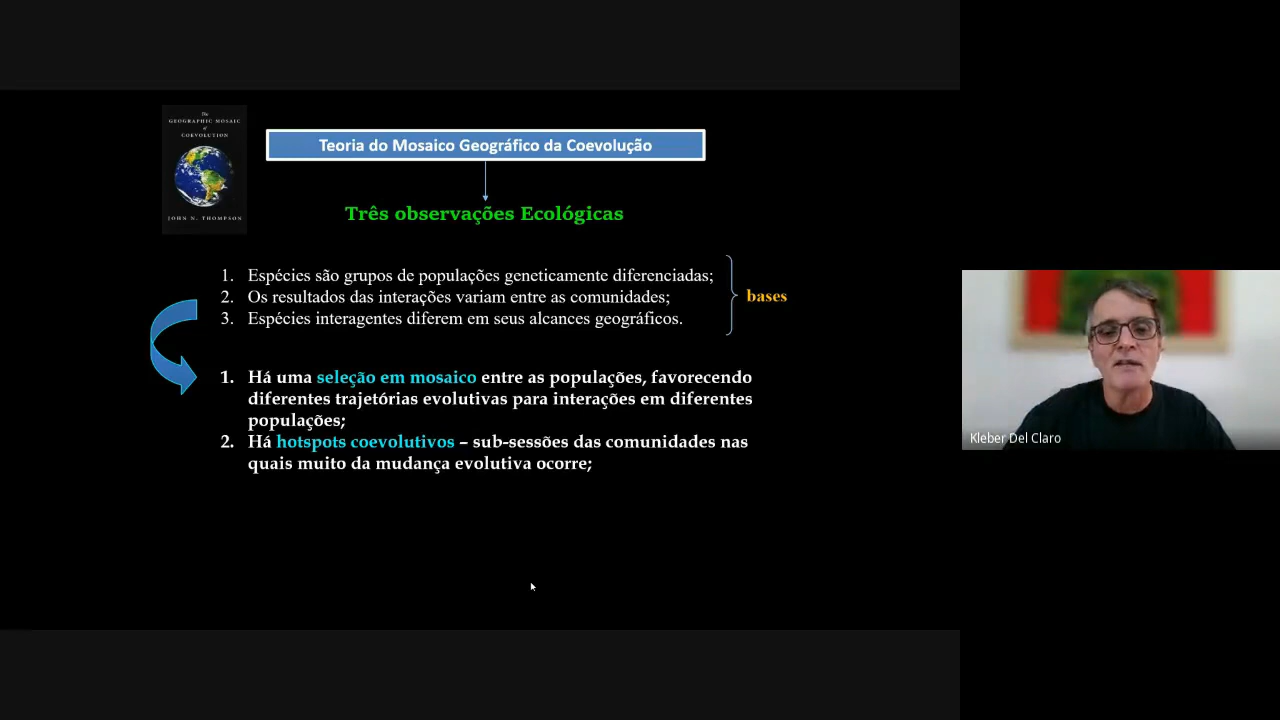 The
GEOGRAPHIC MOSAIC
of
COEVOLUTION
JOHN N. THOMPSON
Teoria do Mosaico Geográfico da Coevolução
Três observações Ecológicas
1. Espécies são grupos de populações geneticamente diferenciadas;
2. Os resultados das interações variam entre as comunidades;
3. Espécies interagentes diferem em seus alcances geográficos.
bases
1. Há uma seleção em mosaico entre as populações, favorecendo
diferentes trajetórias evolutivas para interações em diferentes
populações;
2. Há hotspots coevolutivos – sub-sessões das comunidades nas
quais muito da mudança evolutiva ocorre;
Kleber Del Claro